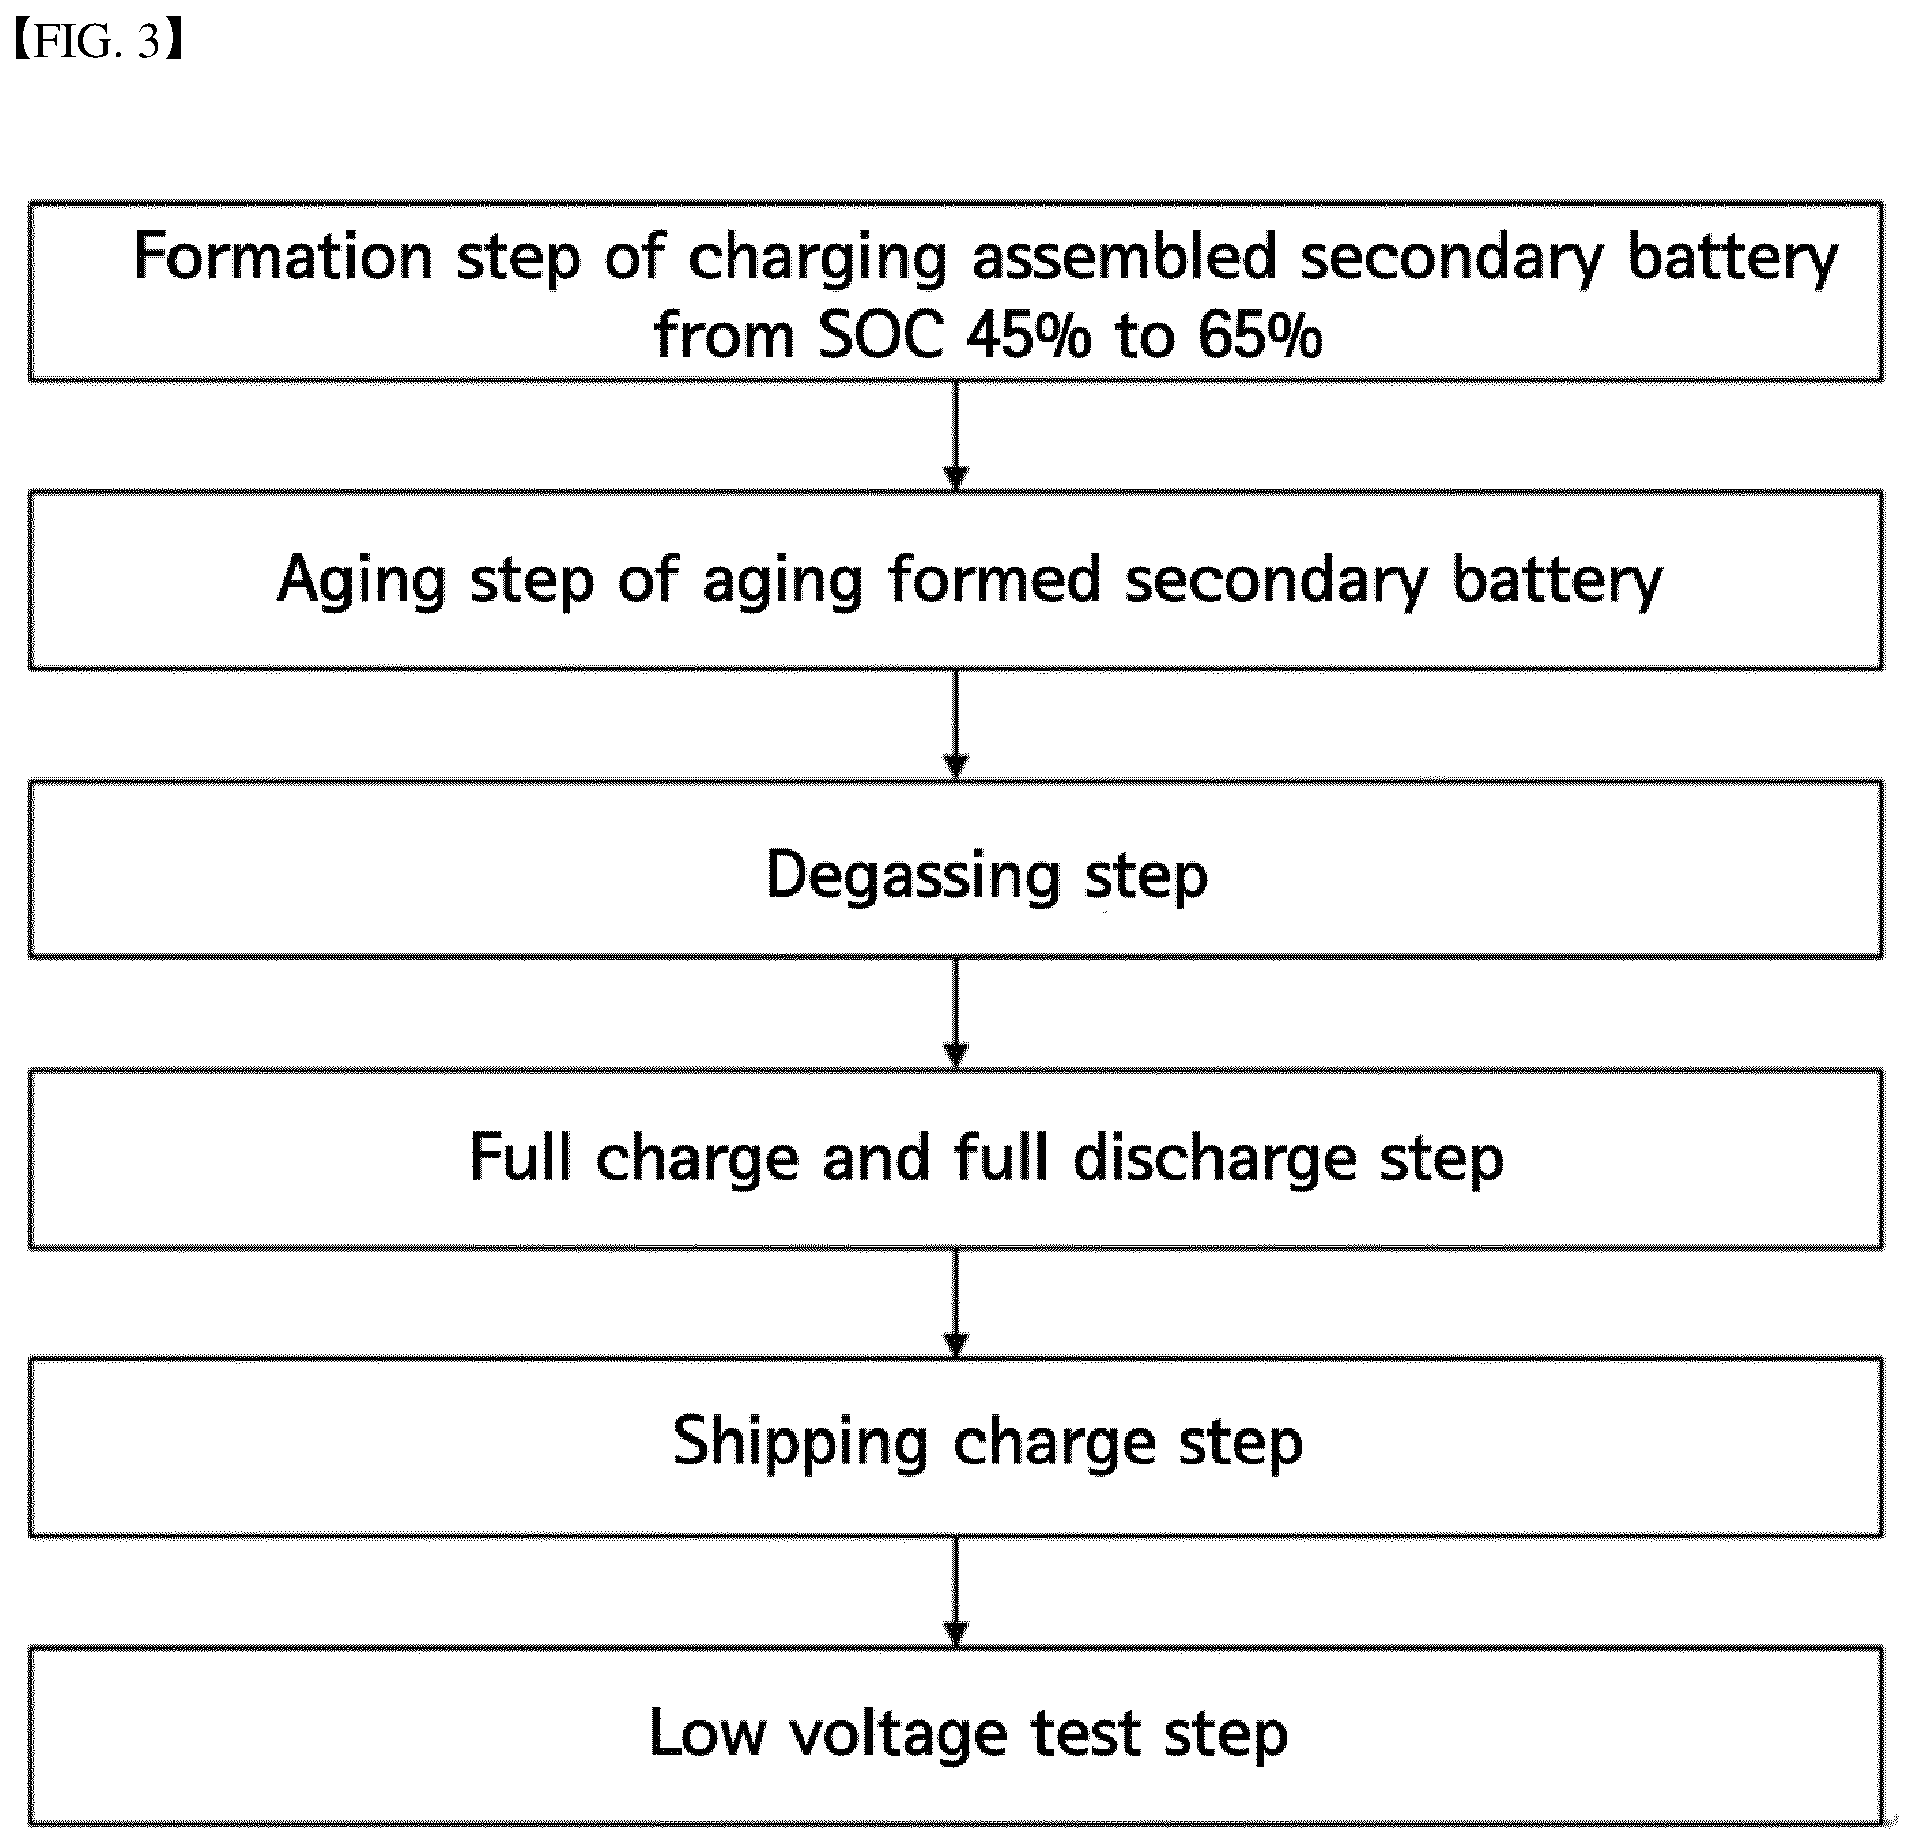 【FIG. 3】
Formation step of charging assembled secondary battery
from SOC 45% to 65%
Aging step of aging formed secondary battery
Degassing step
Full charge and full discharge step
Shipping charge step
Low voltage test step